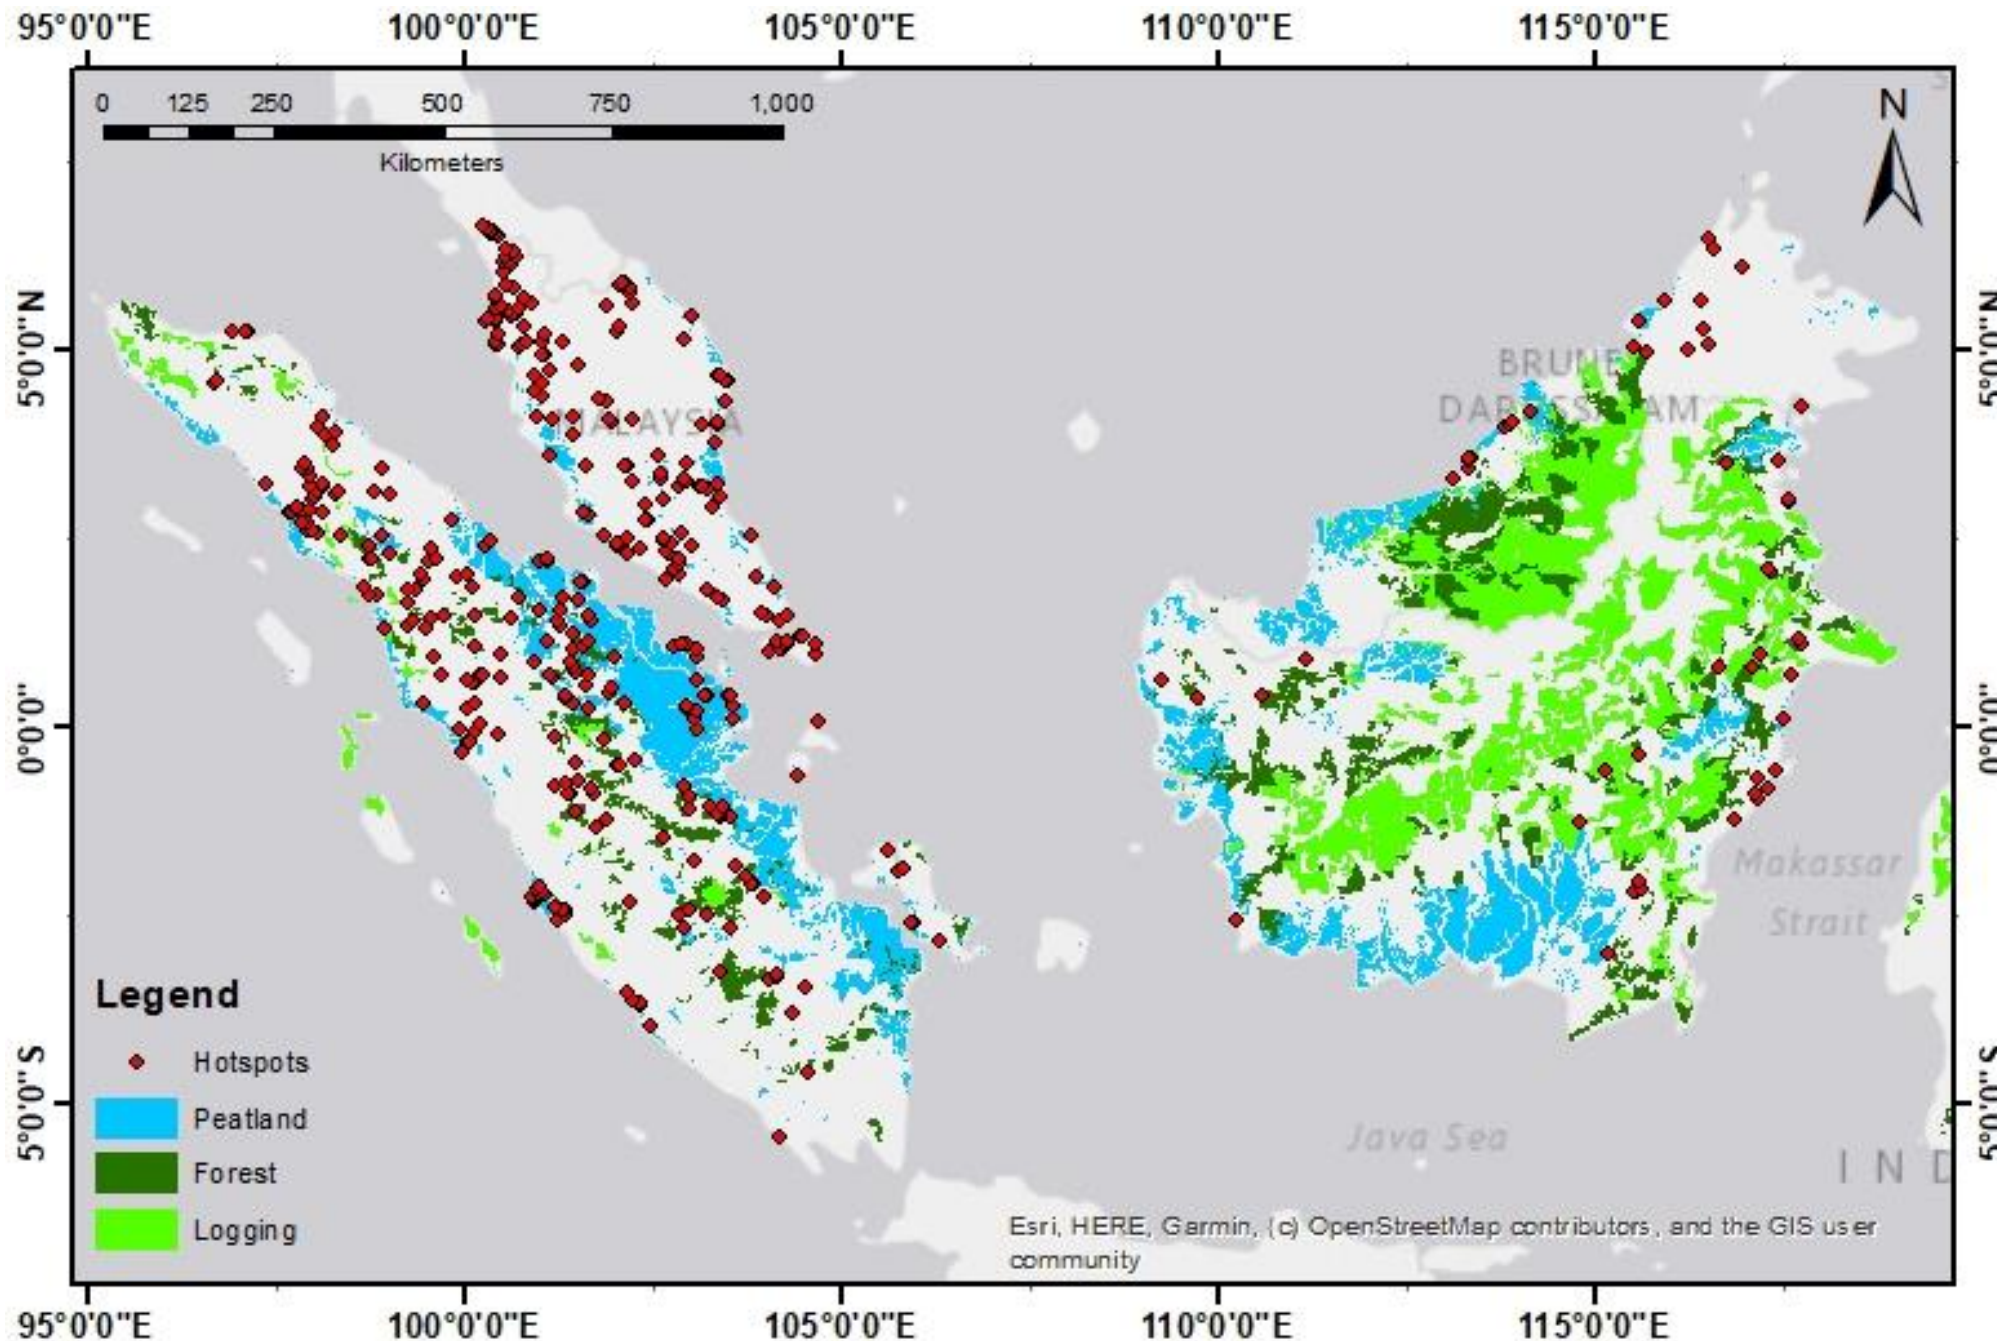 95°0'0"E 100°0'0"E 105°0'0"E 110°0'0"E 115°0'0"E
0 125 250 500 750 1,000
Kilometers
N
5°0'0"N
5°0'0"N
BRUNE
DARUSSALAM
MALAYSIA
0°0'0"
0°0'0"
Makassar
Strait
Legend
Hotspots
Peatland
Forest
Logging
5°0'0"S
5°0'0"S
Java Sea
I N D
Esri, HERE, Garmin, (c) OpenStreetMap contributors, and the GIS user
community
95°0'0"E 100°0'0"E 105°0'0"E 110°0'0"E 115°0'0"E